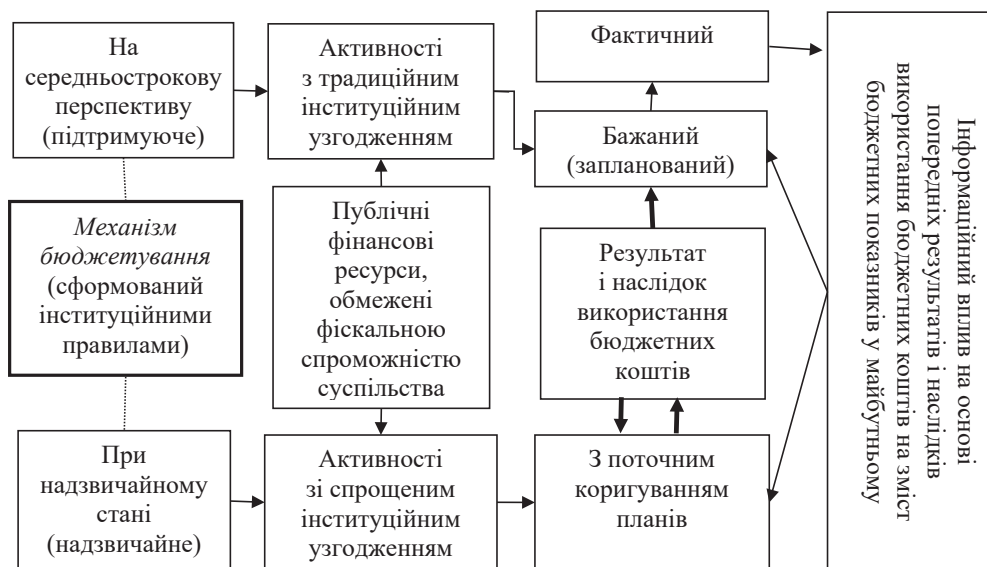 На
середньострокову
перспективу
(підтримуюче)
Активності
з традиційним
інституційним
узгодженням
Фактичний
Бажаний
(запланований)
Механізм
бюджетування
(сформований
інституційними
правилами)
Публічні
фінансові
ресурси,
обмежені
фіскальною
спроможністю
суспільства
Результат
і наслідок
використання
бюджетних
коштів
При
надзвичайному
стані
(надзвичайне)
Активності
зі спрощеним
інституційним
узгодженням
З поточним
коригуванням
планів
Інформаційний вплив на основі
попередніх результатів і наслідків
використання бюджетних коштів на зміст
бюджетних показників у майбутньому